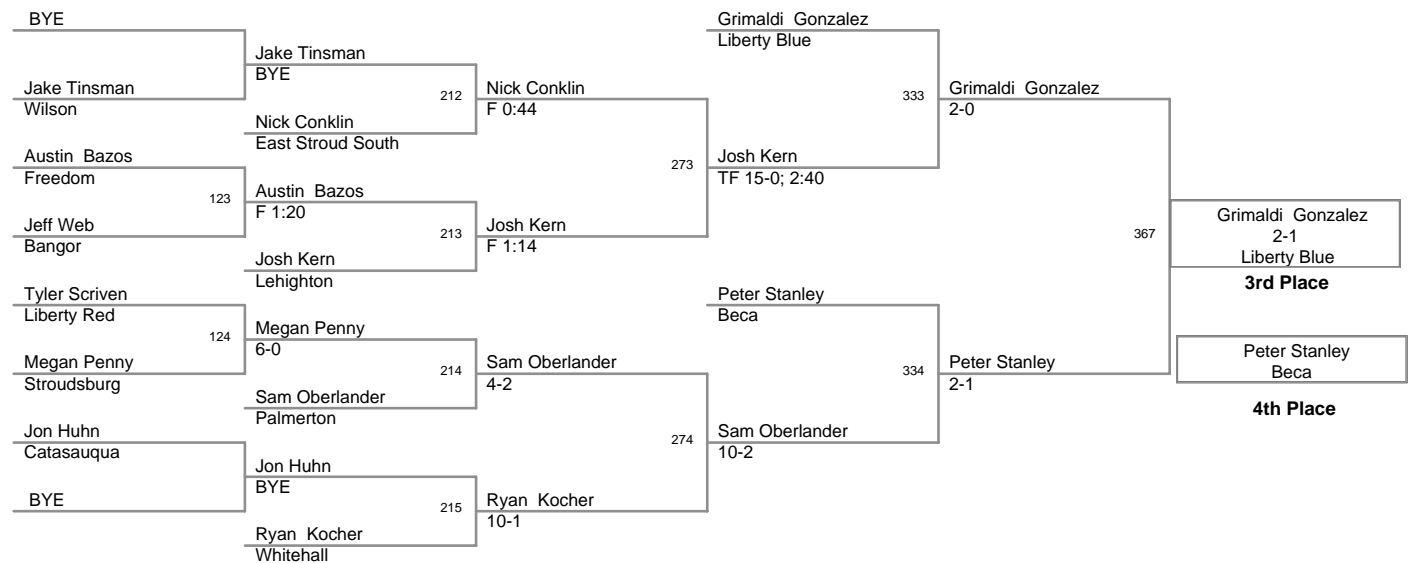 BYE
Jake Tinsman
Wilson
Austin Bazos
Freedom
123
Jeff Web
Bangor
Tyler Scriven
Liberty Red
124
Megan Penny
Stroudsburg
Jon Huhn
Catasauqua
BYE
Jake Tinsman
BYE
212
Nick Conklin
East Stroud South
Austin Bazos
F 1:20
213
Josh Kern
Lehighton
Megan Penny
6-0
214
Sam Oberlander
Palmerton
Jon Huhn
BYE
215
Ryan Kocher
Whitehall
Nick Conklin
F 0:44
273
Josh Kern
F 1:14
Sam Oberlander
4-2
274
Ryan Kocher
10-1
Grimaldi Gonzalez
Liberty Blue
333
Josh Kern
TF 15-0; 2:40
Peter Stanley
Beca
334
Sam Oberlander
10-2
Grimaldi Gonzalez
2-0
367
Peter Stanley
2-1
Grimaldi Gonzalez
2-1
Liberty Blue
3rd Place
Peter Stanley
Beca
4th Place